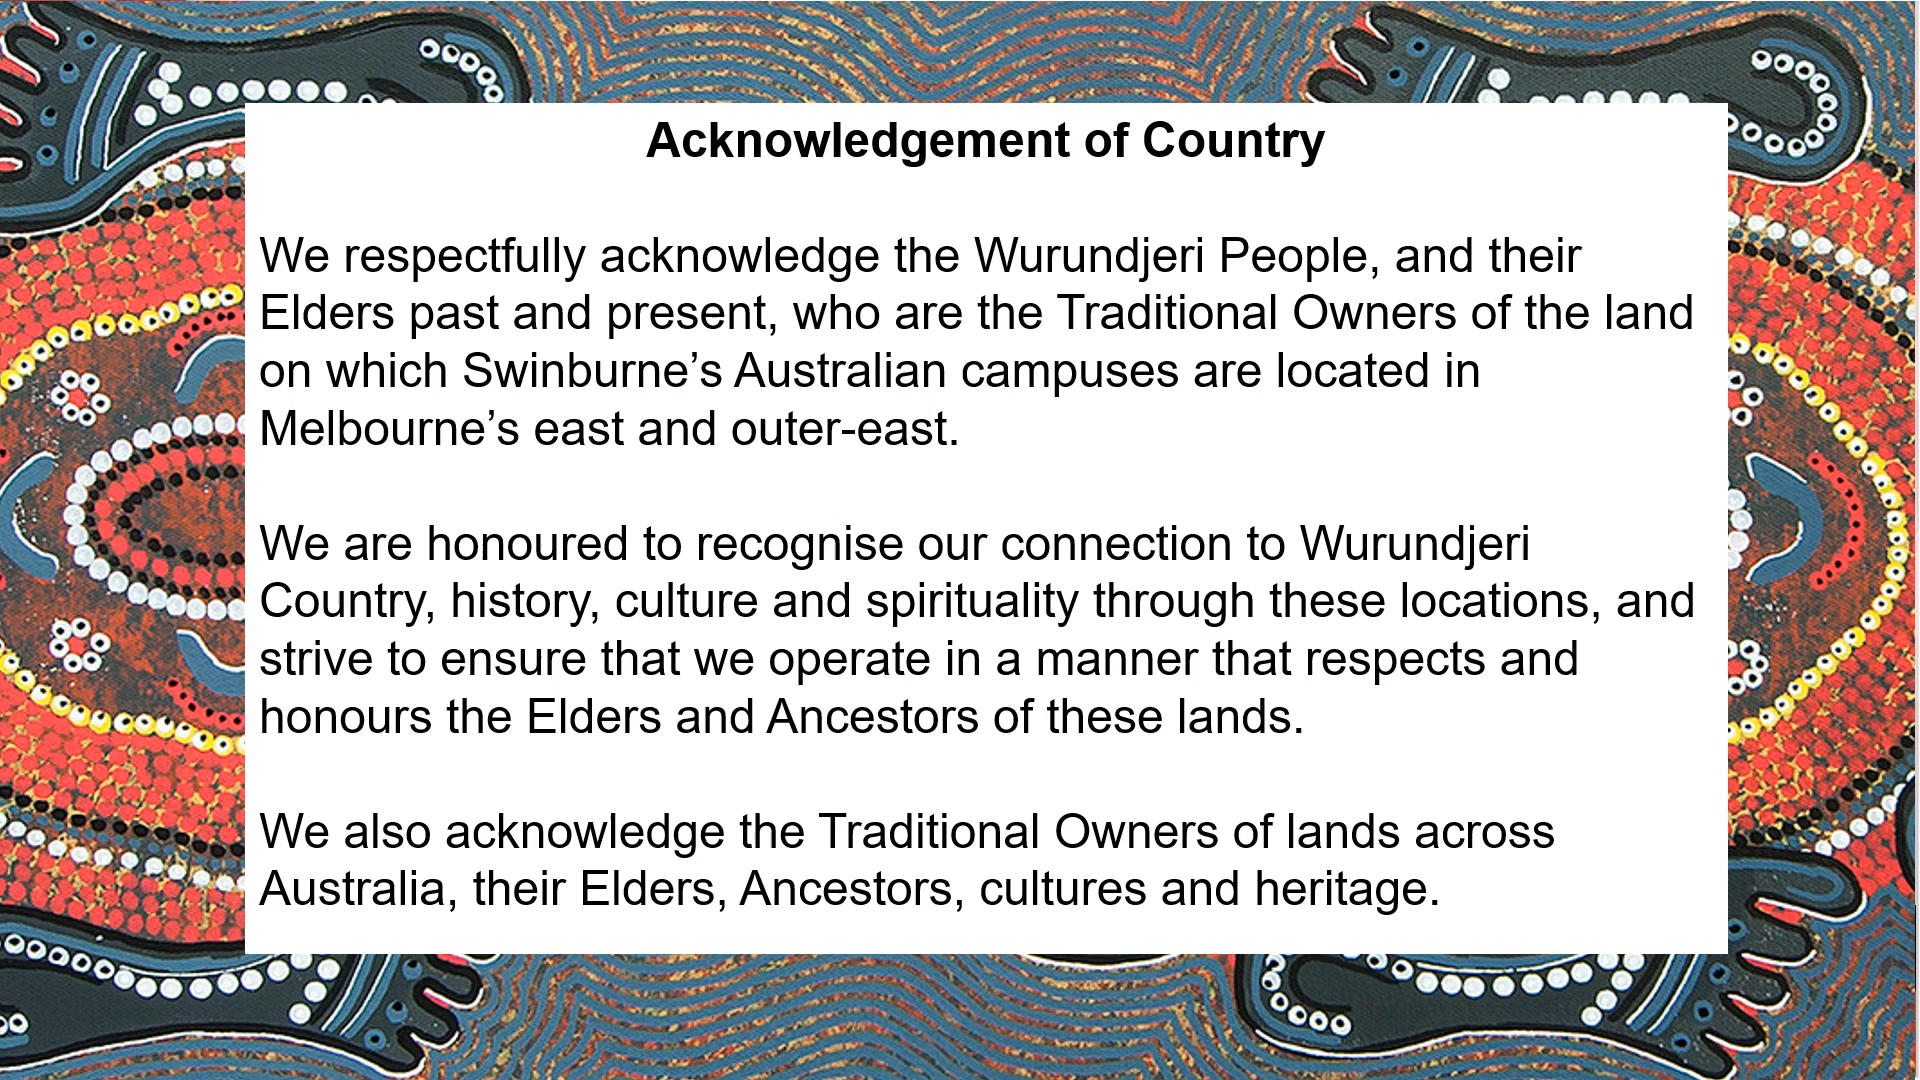 Acknowledgement of Country
We respectfully acknowledge the Wurundjeri People, and their
Elders past and present, who are the Traditional Owners of the land
on which Swinburne’s Australian campuses are located in
Melbourne’s east and outer-east.
We are honoured to recognise our connection to Wurundjeri
Country, history, culture and spirituality through these locations, and
strive to ensure that we operate in a manner that respects and
honours the Elders and Ancestors of these lands.
We also acknowledge the Traditional Owners of lands across
Australia, their Elders, Ancestors, cultures and heritage.